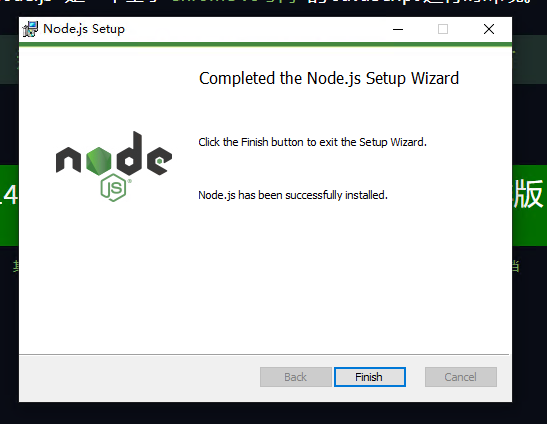 Node.js Setup
Completed the Node.js Setup Wizard
Click the Finish button to exit the Setup Wizard.
node
JS
Node.js has been successfully installed.
版
Back
Finish
Cancel